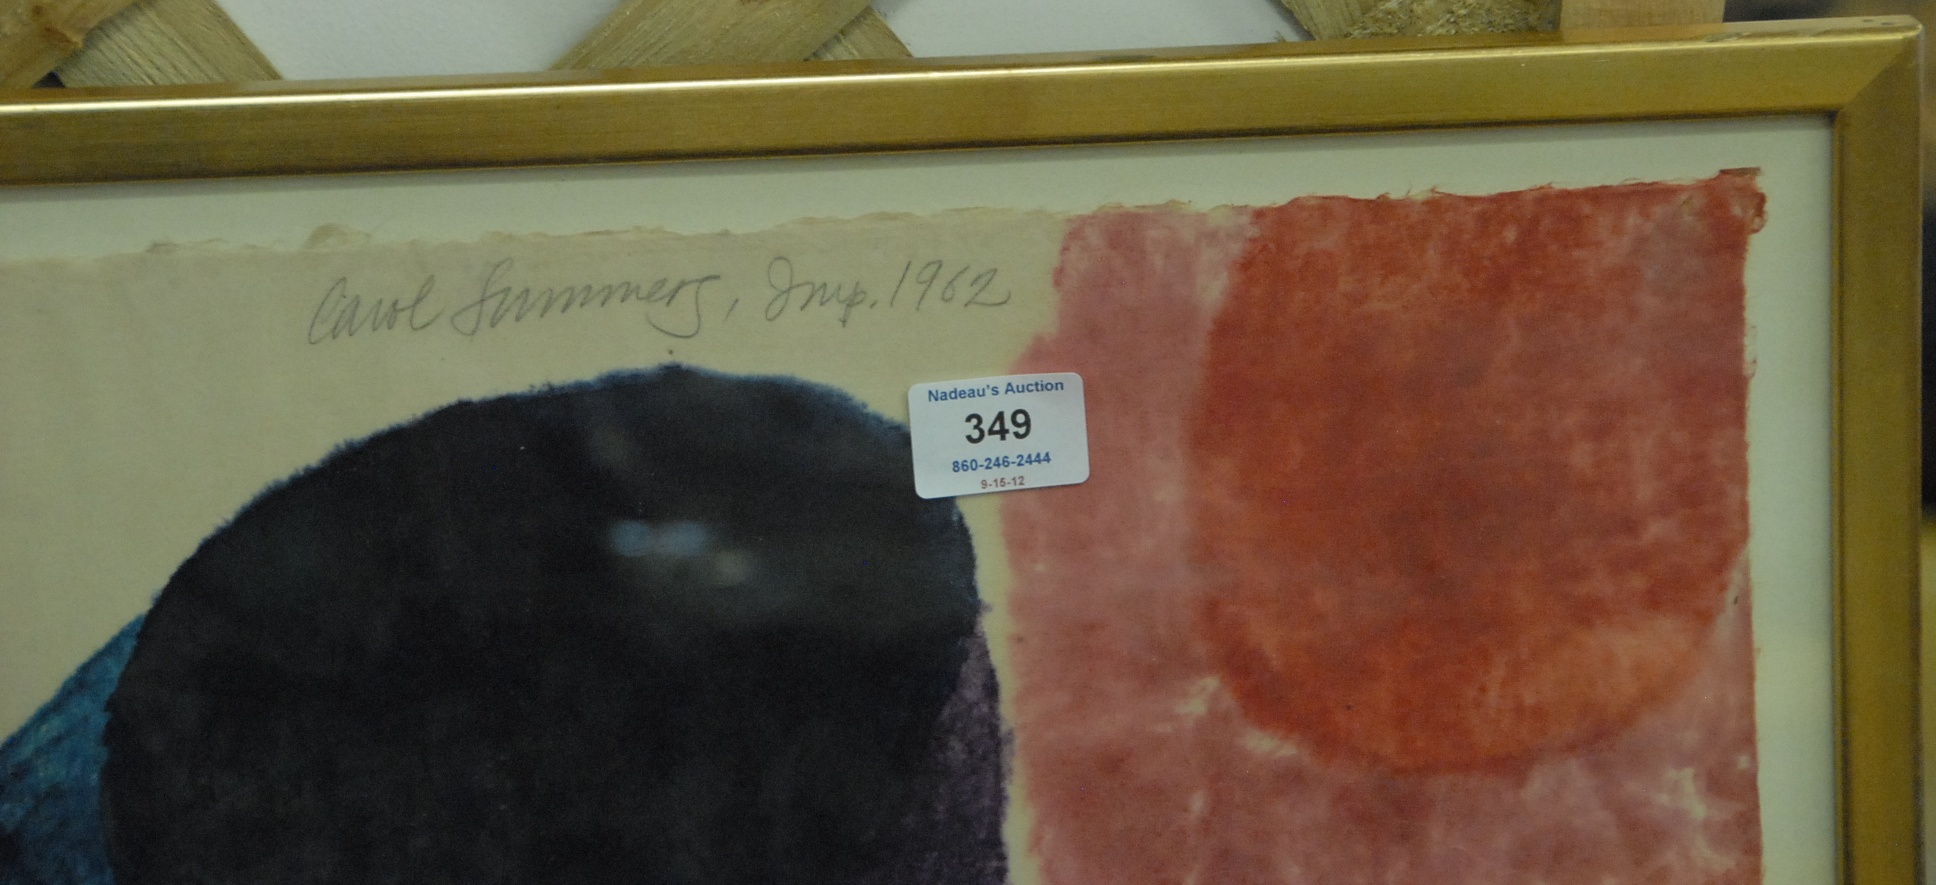 Carol Summers, Imp. 1962
Nadeau's Auction
349
860-246-2444
9-15-12